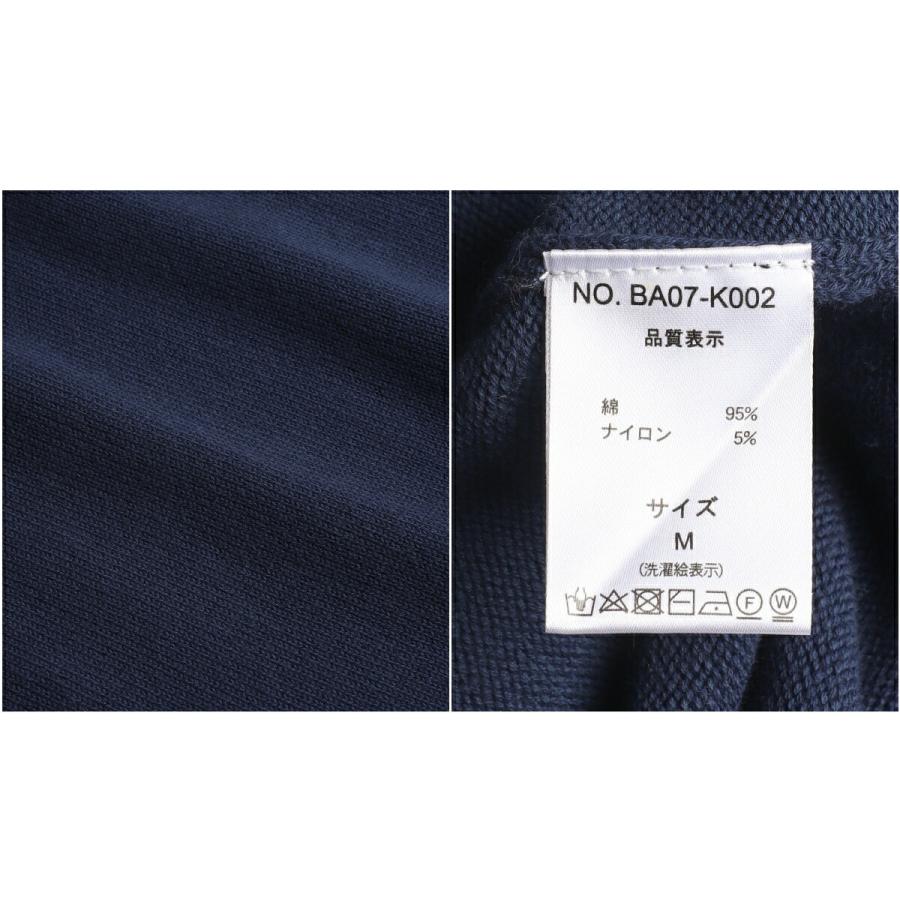 NO. BA07-K002
品質表示
綿 95%
ナイロン 5%
サイズ
M
(洗濯絵表示)
F W